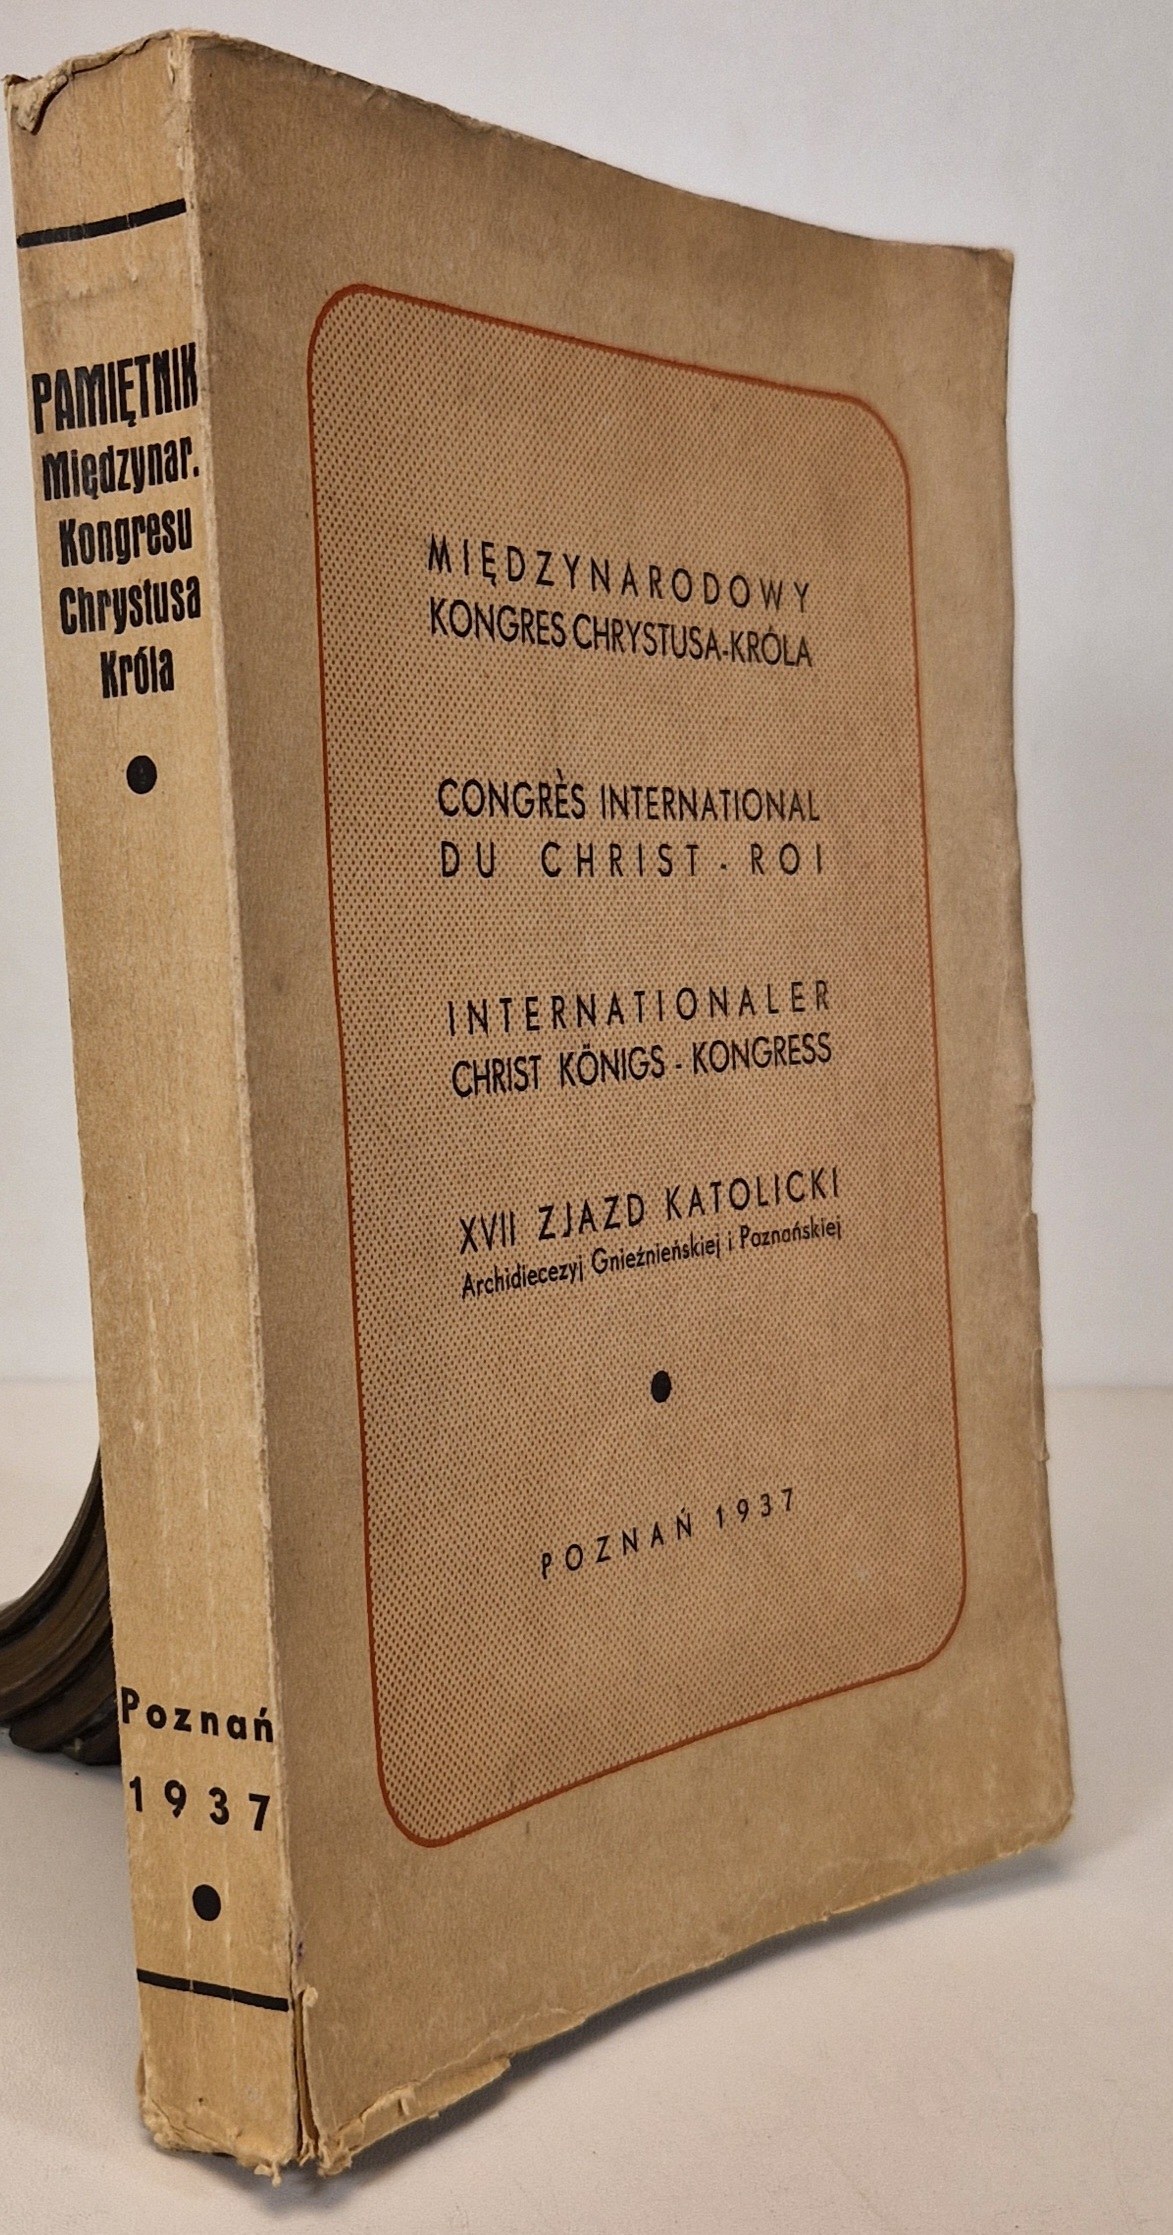 PAMIĘTNIK
Międzynar.
Kongresu
Chrystusa
Króla
Poznań
1937
MIĘDZYNARODOWY
KONGRES CHRYSTUSA-KRÓLA
CONGRÈS INTERNATIONAL
DU CHRIST-ROI
INTERNATIONALER
CHRIST KÖNIGS-KONGRESS
XVII ZJAZD KATOLICKI
Archidiecezyj Gnieźnieńskiej i Poznańskiej
POZNAŃ 1937